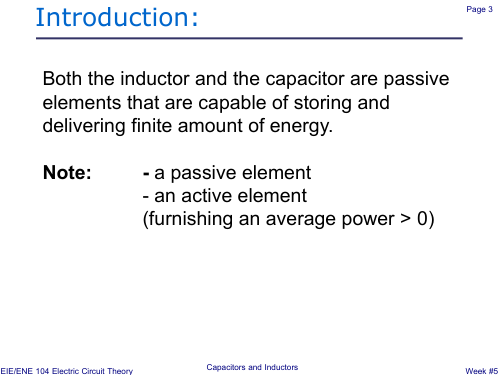 Introduction:
Page 3
Both the inductor and the capacitor are passive
elements that are capable of storing and
delivering finite amount of energy.
Note: - a passive element
- an active element
(furnishing an average power > 0)
EIE/ENE 104 Electric Circuit Theory
Capacitors and Inductors
Week #5